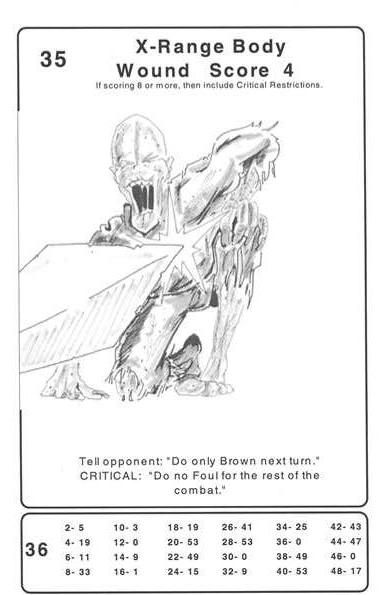 35
X-Range Body
Wound Score 4
If scoring 8 or more, then include Critical Restrictions.
Tell opponent: "Do only Brown next turn."
CRITICAL: "Do no Foul for the rest of the
combat."
36
2- 5 10- 3 18- 19 26- 41 34- 25 42- 43
4- 19 12- 0 20- 53 28- 53 36- 0 44- 47
6- 11 14- 9 22- 49 30- 0 38- 49 46- 0
8- 33 16- 1 24- 15 32- 9 40- 53 48- 17